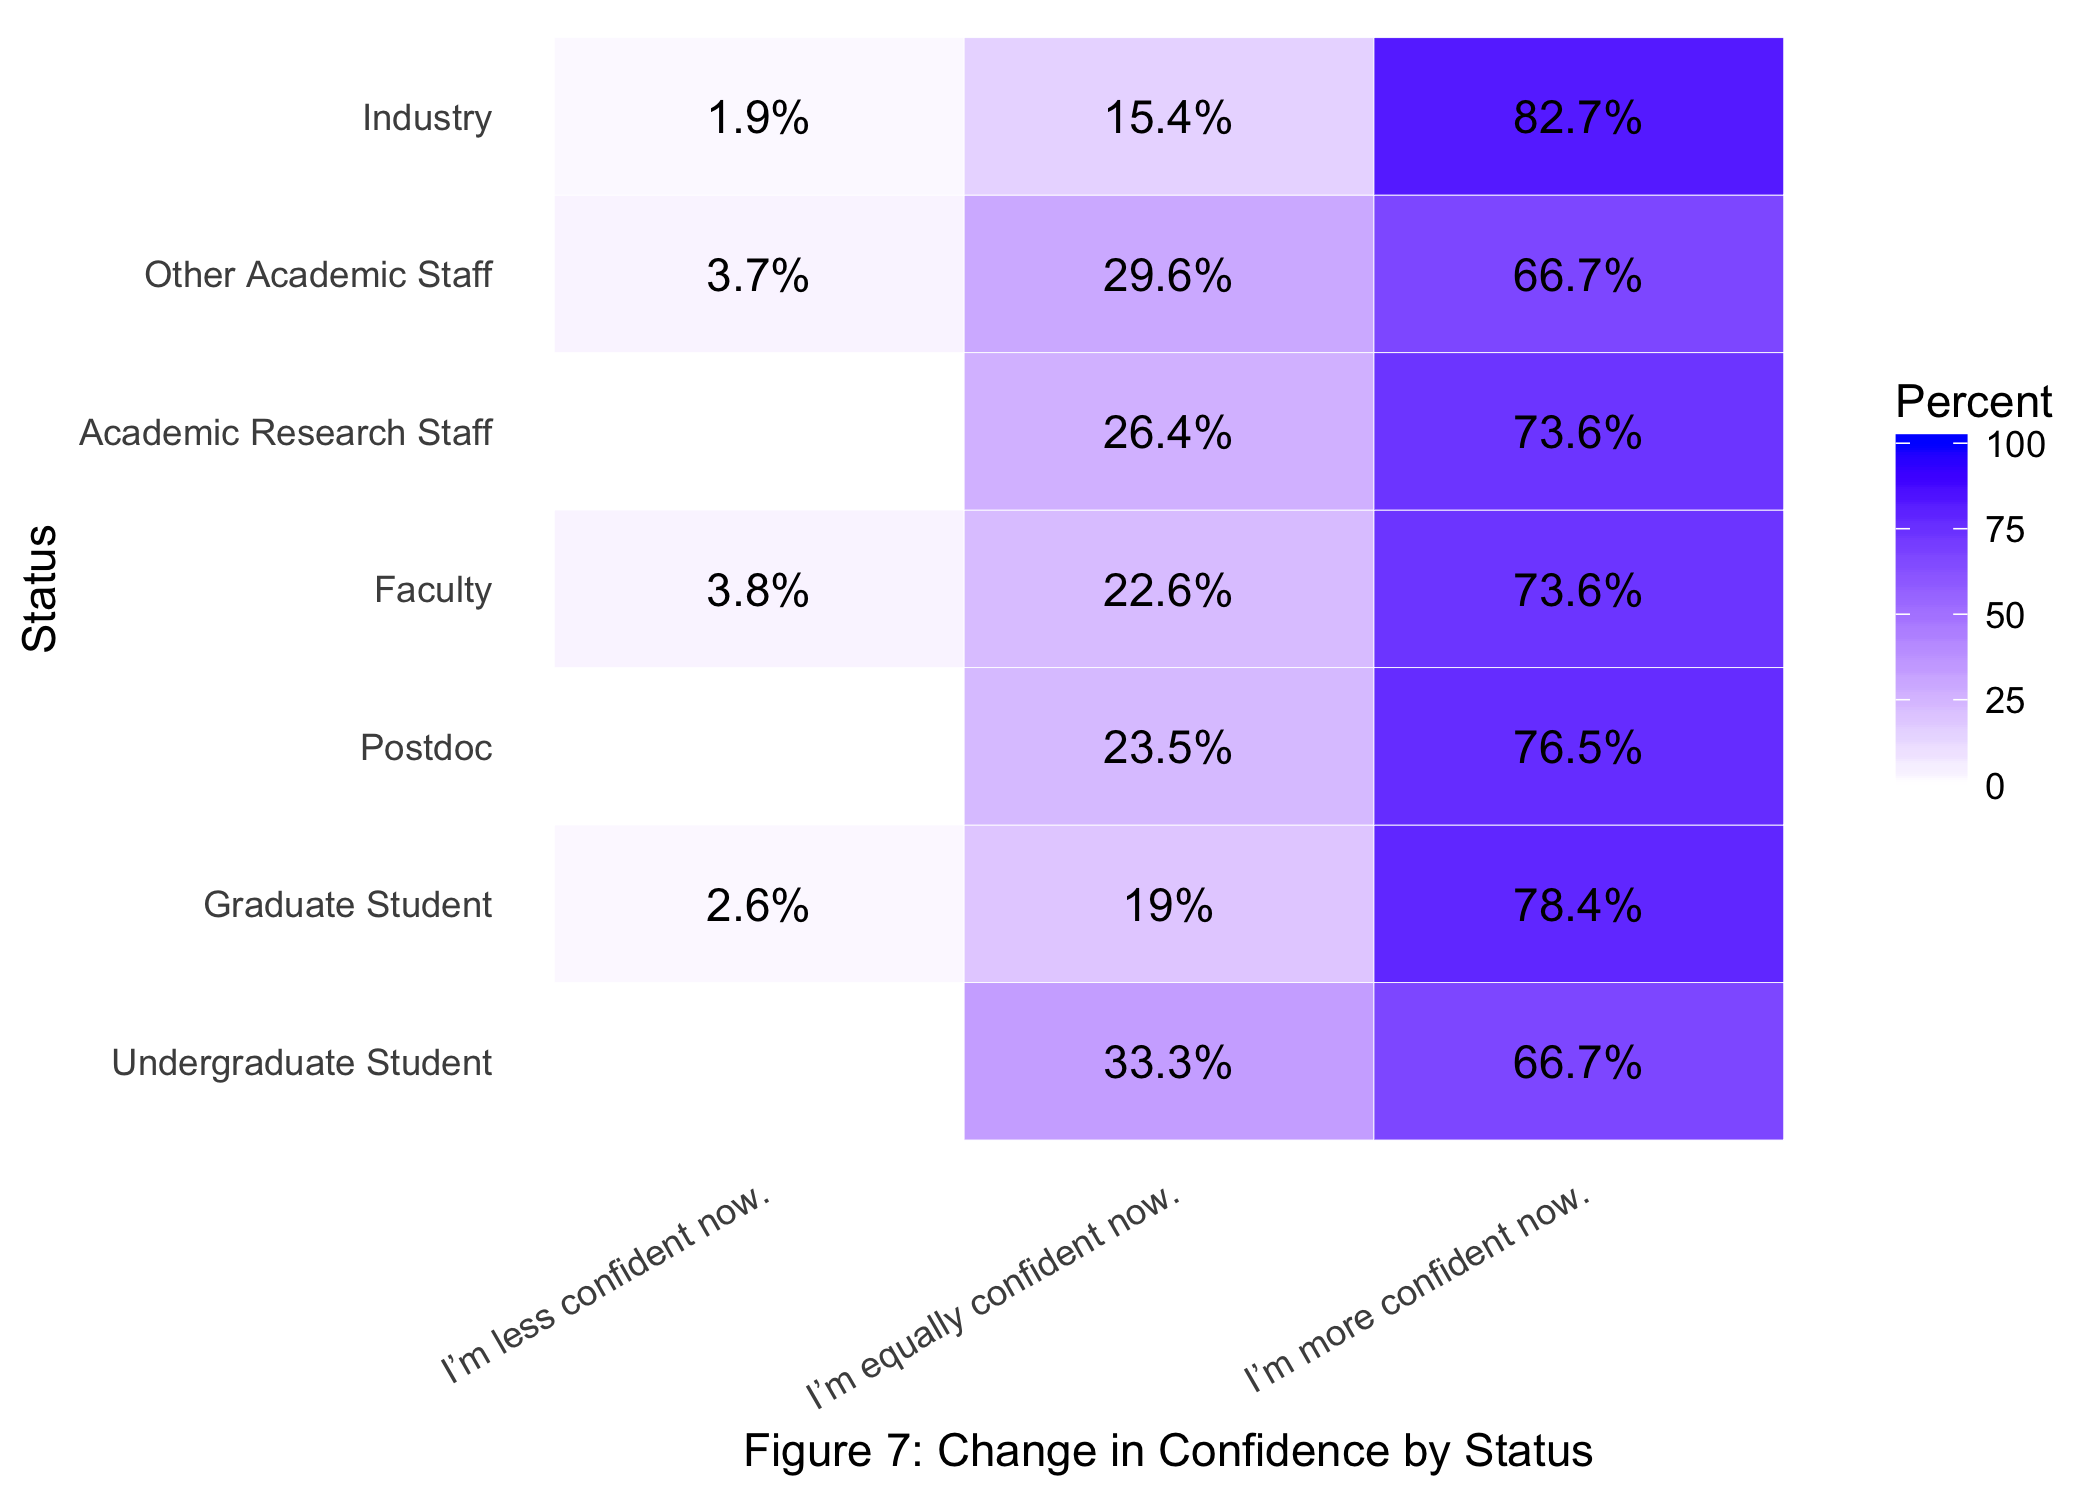 Industry 1.9% 15.4% 82.7%
Other Academic Staff 3.7% 29.6% 66.7%
Academic Research Staff 26.4% 73.6%
Faculty 3.8% 22.6% 73.6%
Postdoc 23.5% 76.5%
Graduate Student 2.6% 19% 78.4%
Undergraduate Student 33.3% 66.7%
Status
I’m less confident now.
I’m equally confident now.
I’m more confident now.
Figure 7: Change in Confidence by Status
Percent
100
75
50
25
0